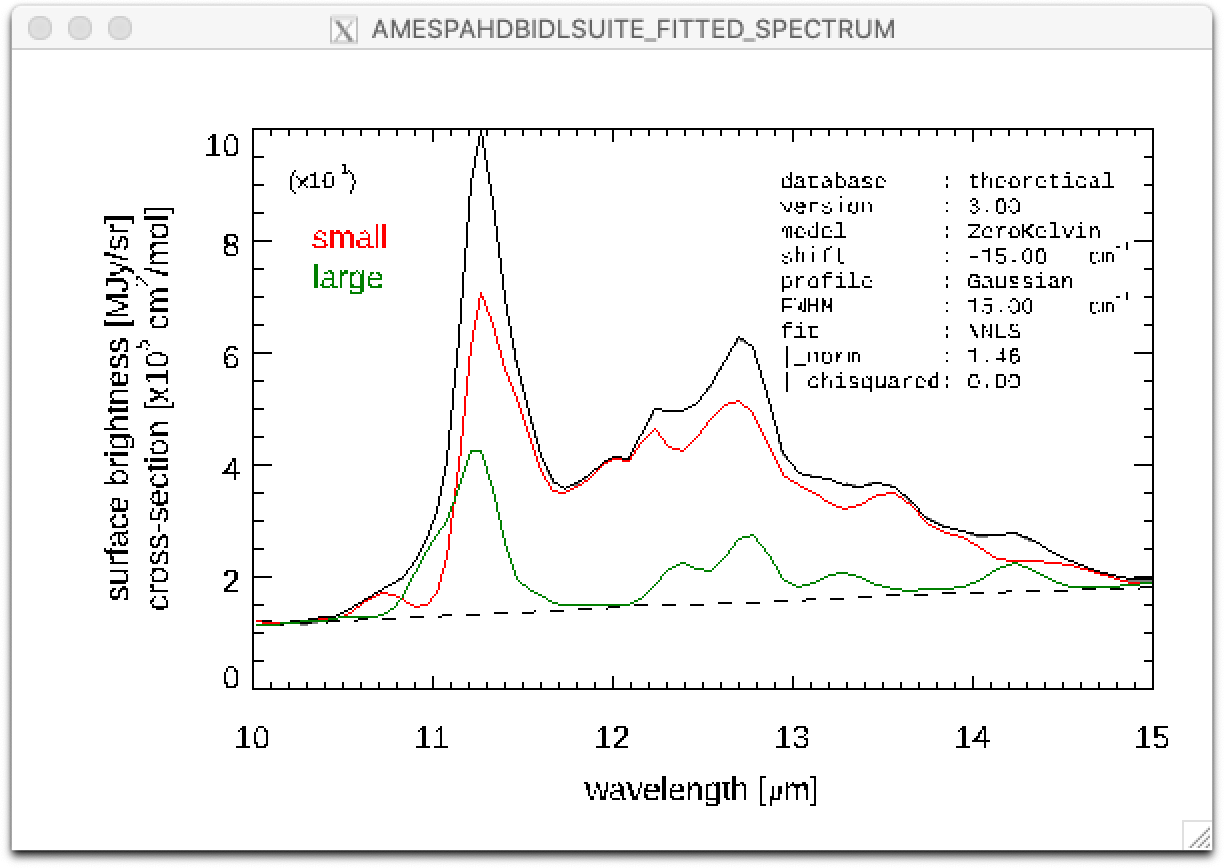 AMESPAHDBIDLSUITE_FITTED_SPECTRUM
(x10¹)
small
large
database : theoretical
version : 3.00
model : ZeroKelvin
shift : -15.00 cm⁻¹
profile : Gaussian
FWHM : 15.00 cm⁻¹
fit : NNLS
|_norm : 1.46
|_chisquared: 0.00
surface brightness [MJy/sr]
cross-section [x10⁵ cm²/mol]
10
8
6
4
2
0
10 11 12 13 14 15
wavelength [μm]